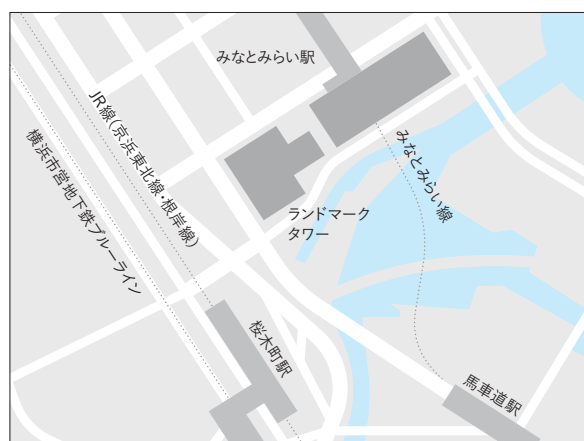 みなとみらい駅
JR線（京浜東北線・根岸線）
横浜市営地下鉄ブルーライン
みなとみらい線
ランドマーク
タワー
桜木町駅
馬車道駅